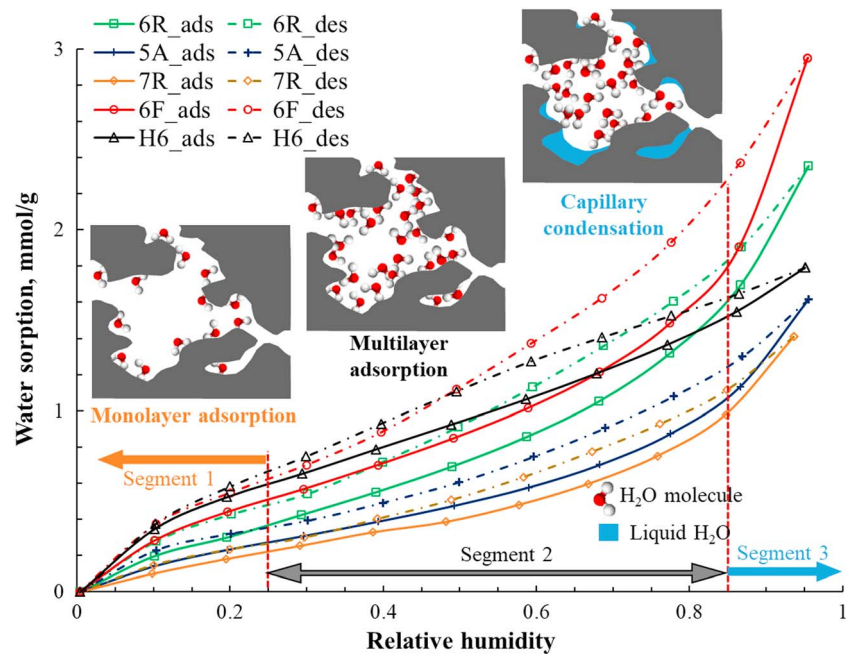 6R_ads 6R_des
5A_ads 5A_des
7R_ads 7R_des
6F_ads 6F_des
H6_ads H6_des
Capillary
condensation
Multilayer
adsorption
Monolayer adsorption
Segment 1
H₂O molecule
Liquid H₂O
Segment 2
Segment 3
Water sorption, mmol/g
3
2
1
0
0 0.2 0.4 0.6 0.8 1
Relative humidity